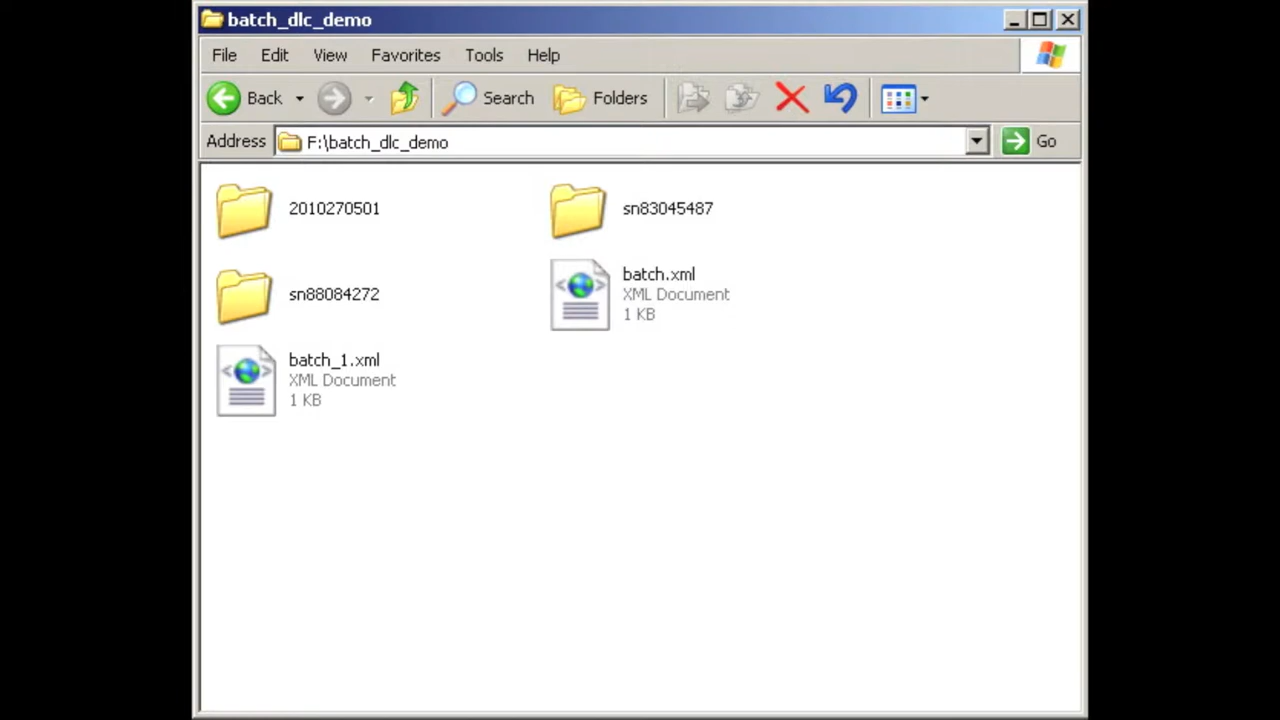 batch_dlc_demo
File Edit View Favorites Tools Help
Back Search Folders
Address F:\batch_dlc_demo Go
2010270501 sn83045487
sn88084272
batch.xml
XML Document
1 KB
batch_1.xml
XML Document
1 KB